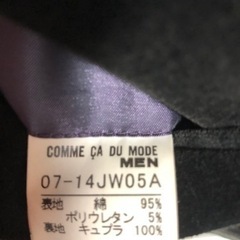 COMME ÇA DU MODE
MEN
07-14JW05A
表地 綿 95%
ポリウレタン 5%
裏地 キュプラ 100%